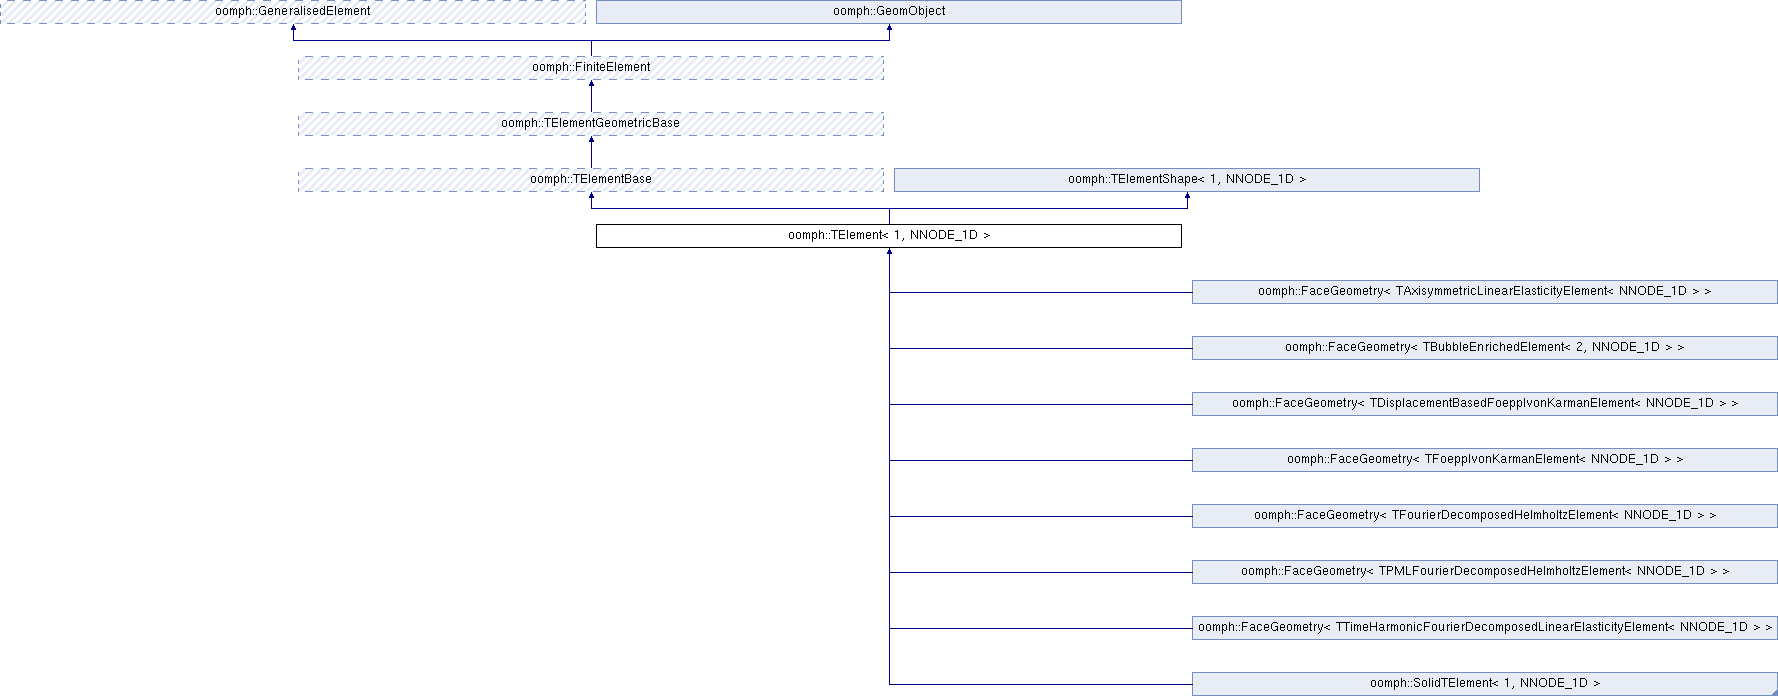 oomph::GeneralisedElement
oomph::GeomObject
oomph::FiniteElement
oomph::TElementGeometricBase
oomph::TElementBase
oomph::TElementShape< 1, NNODE_1D >
oomph::TElement< 1, NNODE_1D >
oomph::FaceGeometry< TAxisymmetricLinearElasticityElement< NNODE_1D > >
oomph::FaceGeometry< TBubbleEnrichedElement< 2, NNODE_1D > >
oomph::FaceGeometry< TDisplacementBasedFoepplvonKarmanElement< NNODE_1D > >
oomph::FaceGeometry< TFoepplvonKarmanElement< NNODE_1D > >
oomph::FaceGeometry< TFourierDecomposedHelmholtzElement< NNODE_1D > >
oomph::FaceGeometry< TPMLFourierDecomposedHelmholtzElement< NNODE_1D > >
oomph::FaceGeometry< TTimeHarmonicFourierDecomposedLinearElasticityElement< NNODE_1D > >
oomph::SolidTElement< 1, NNODE_1D >